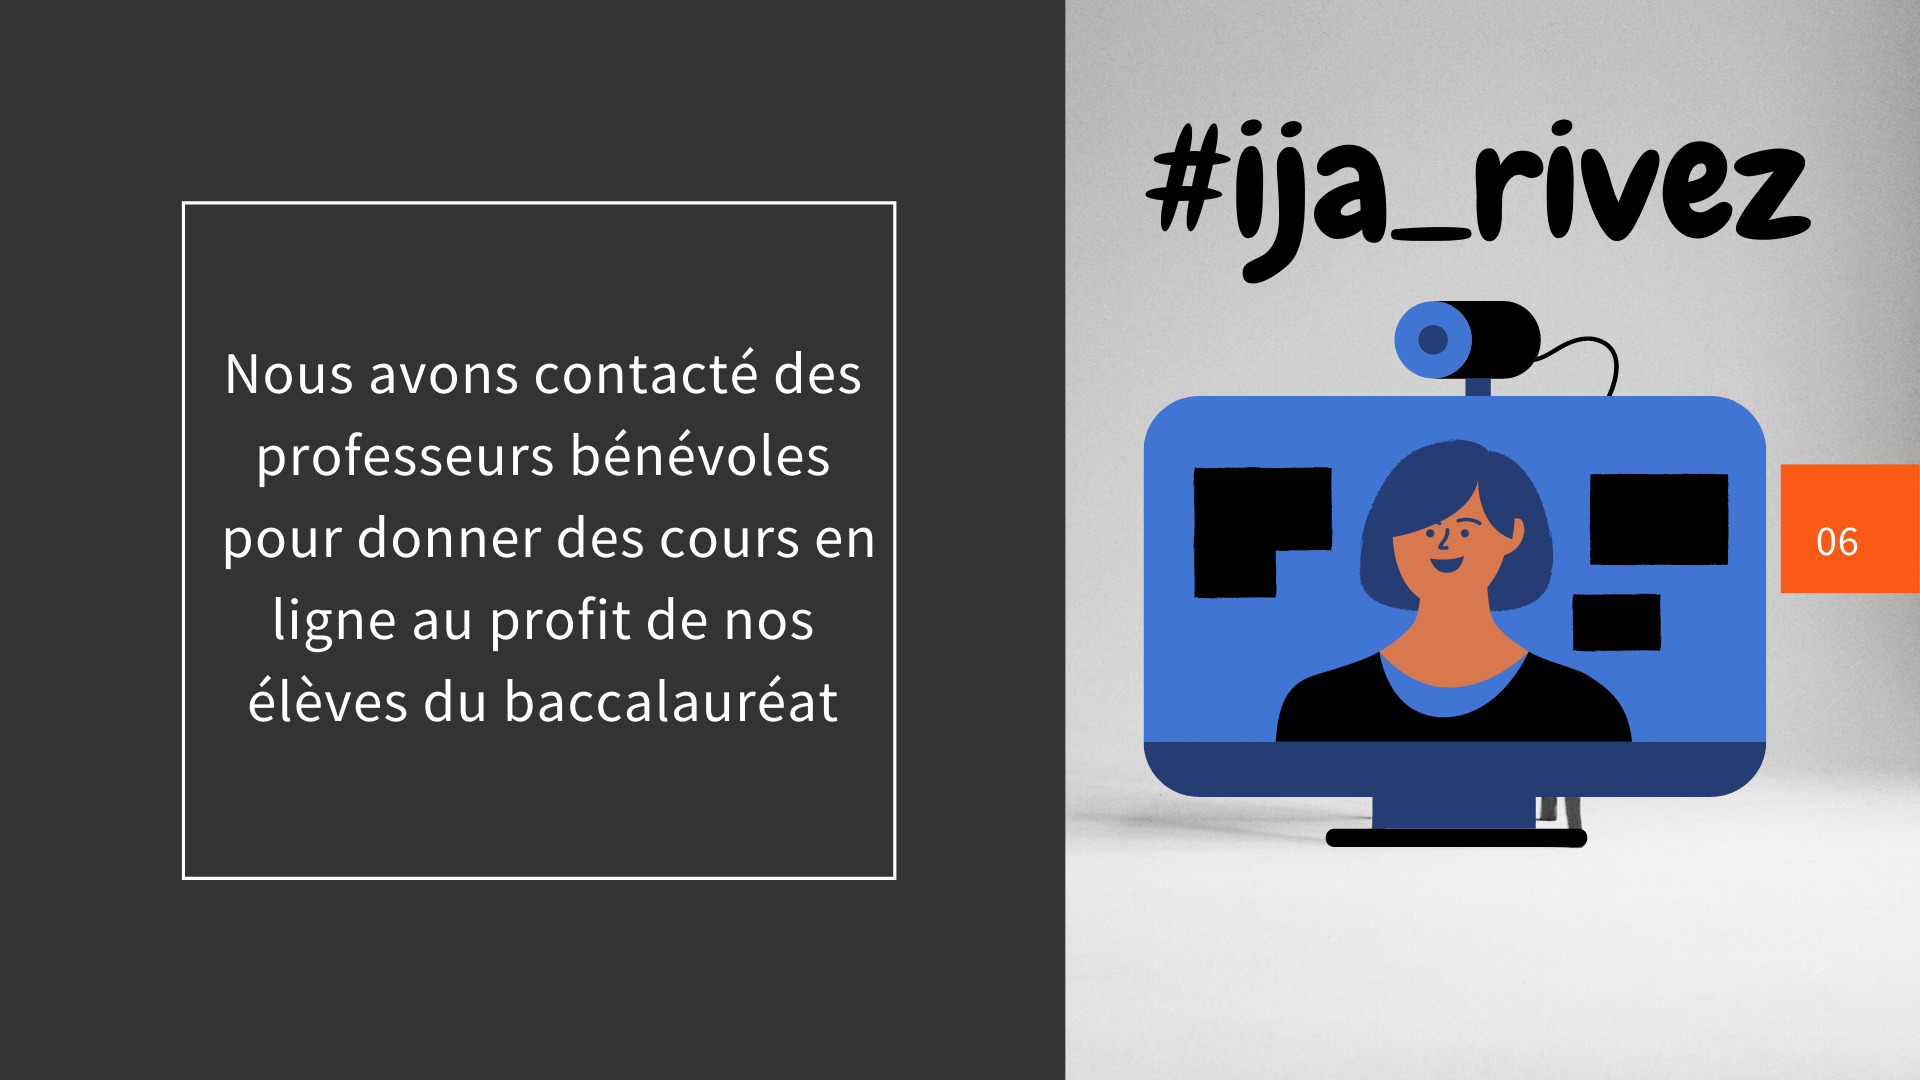 Nous avons contacté des
professeurs bénévoles
pour donner des cours en
ligne au profit de nos
élèves du baccalauréat
#ija_rivez
06